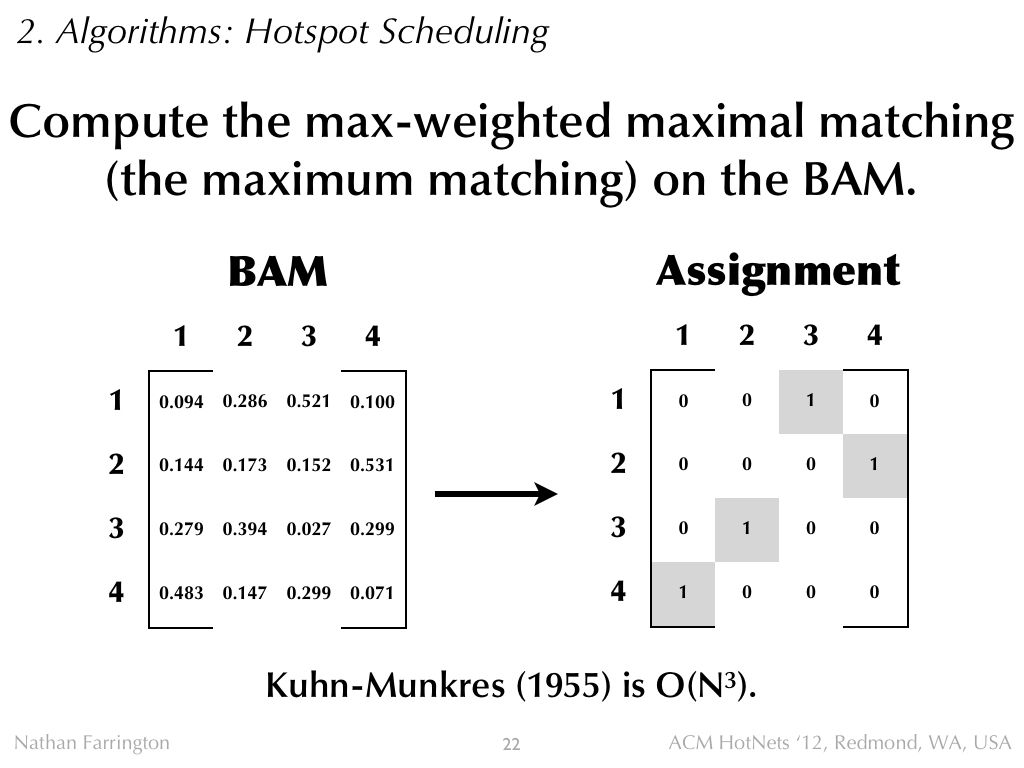 2. Algorithms: Hotspot Scheduling
Compute the max-weighted maximal matching
(the maximum matching) on the BAM.
BAM
1 2 3 4
1 0.094 0.286 0.521 0.100
2 0.144 0.173 0.152 0.531
3 0.279 0.394 0.027 0.299
4 0.483 0.147 0.299 0.071
Assignment
1 2 3 4
1 0 0 1 0
2 0 0 0 1
3 0 1 0 0
4 1 0 0 0
Kuhn-Munkres (1955) is O(N³).
Nathan Farrington 22 ACM HotNets ‘12, Redmond, WA, USA